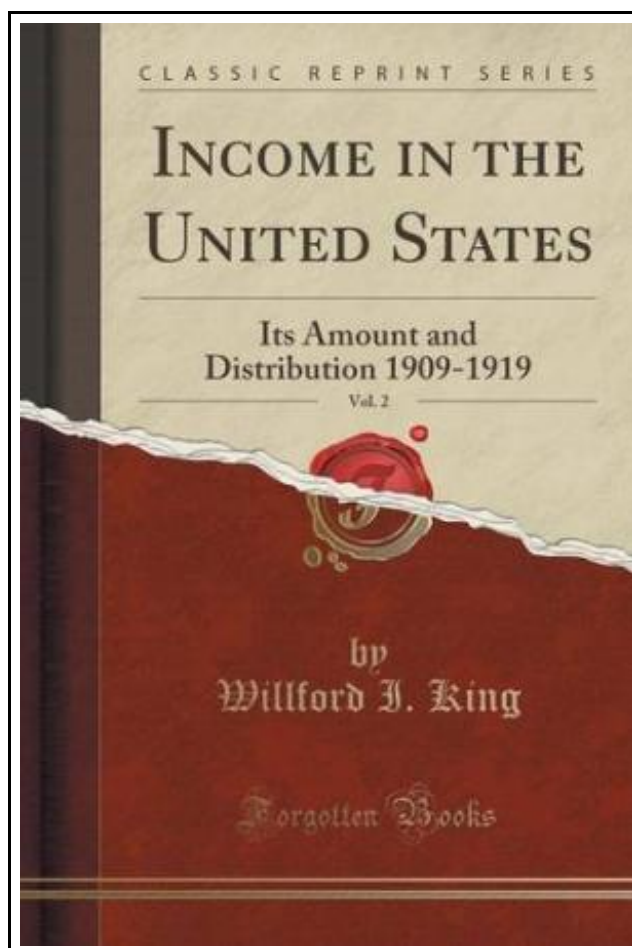 CLASSIC REPRINT SERIES
INCOME IN THE
UNITED STATES
Its Amount and
Distribution 1909-1919
Vol. 2
by
Willford I. King
Forgotten Books